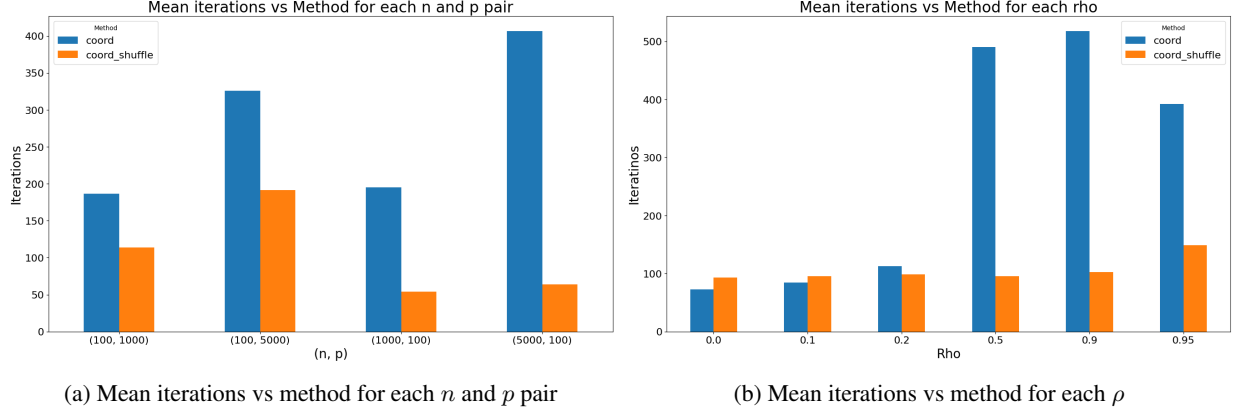 Mean iterations vs Method for each n and p pair
Method
coord
coord_shuffle
Iterations
400
350
300
250
200
150
100
50
0
(100, 1000)
(100, 5000)
(1000, 100)
(5000, 100)
(n, p)
(a) Mean iterations vs method for each n and p pair
Mean iterations vs Method for each rho
Method
coord
coord_shuffle
Iteratinos
500
400
300
200
100
0
0.0
0.1
0.2
0.5
0.9
0.95
Rho
(b) Mean iterations vs method for each ρ